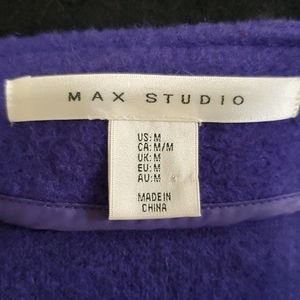 MAX STUDIO
US: M
CA: M/M
UK: M
EU: M
AU: M
MADE IN
CHINA